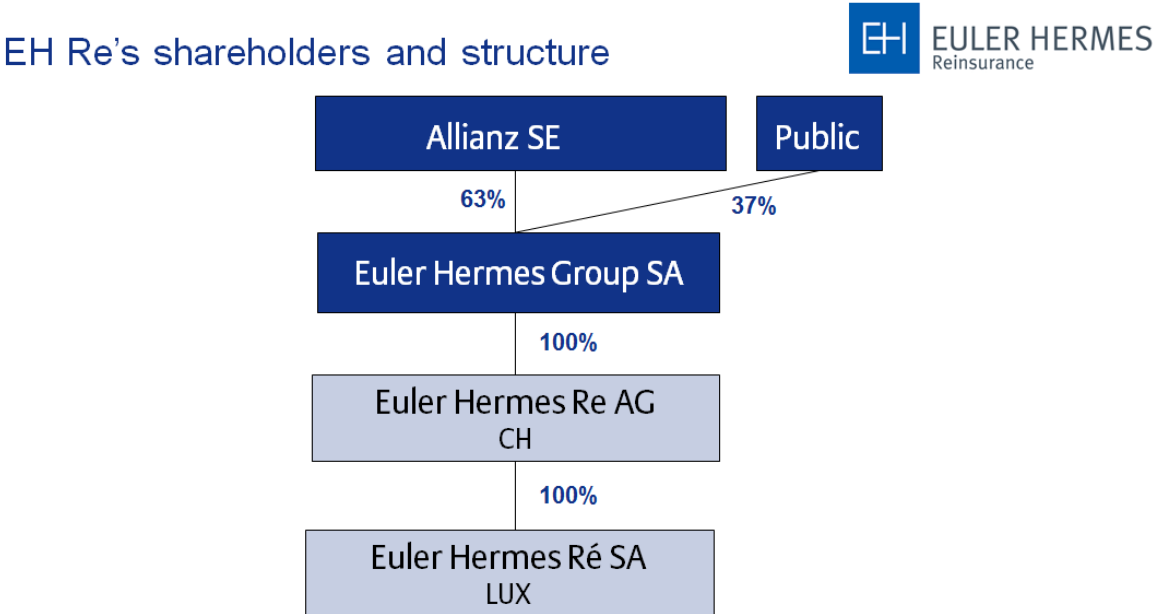 EH Re's shareholders and structure
EH EULER HERMES
Reinsurance
Allianz SE
Public
63%
37%
Euler Hermes Group SA
100%
Euler Hermes Re AG
CH
100%
Euler Hermes Ré SA
LUX